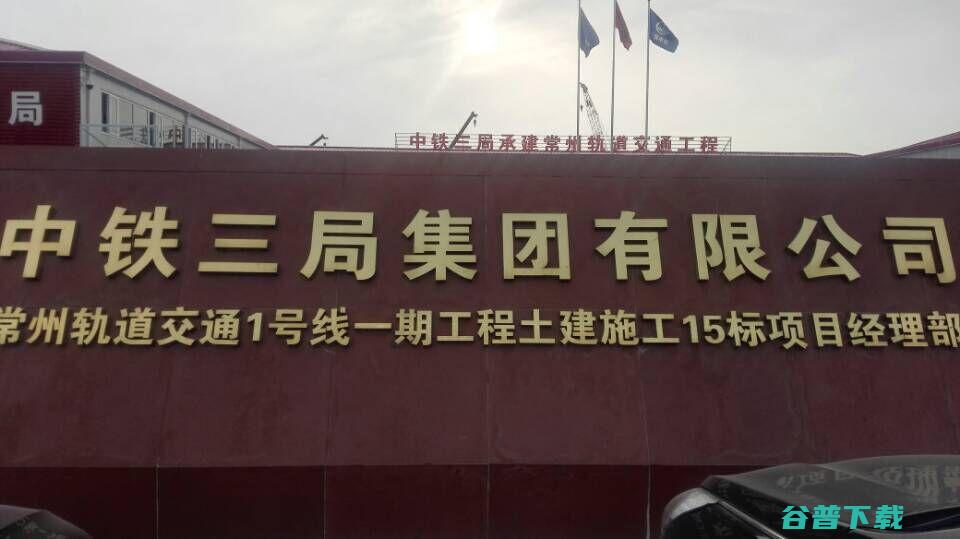 局
中铁三局承建常州轨道交通工程
中铁三局集团有限公司
常州轨道交通1号线一期工程土建施工15标项目经理部
谷普下载